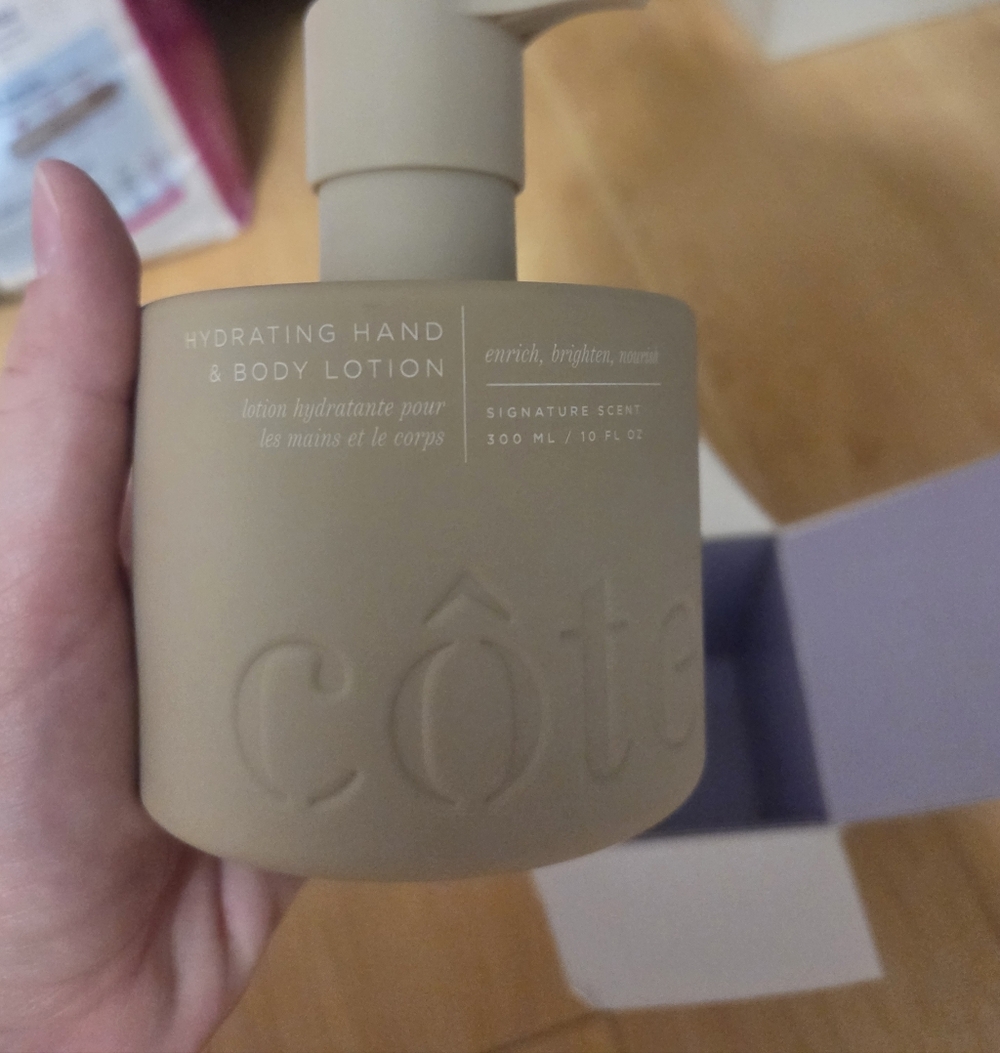 HYDRATING HAND
& BODY LOTION
lotion hydratante pour
les mains et le corps
enrich, brighten, nourish
SIGNATURE SCENT
300 ML / 10 FL OZ
côte